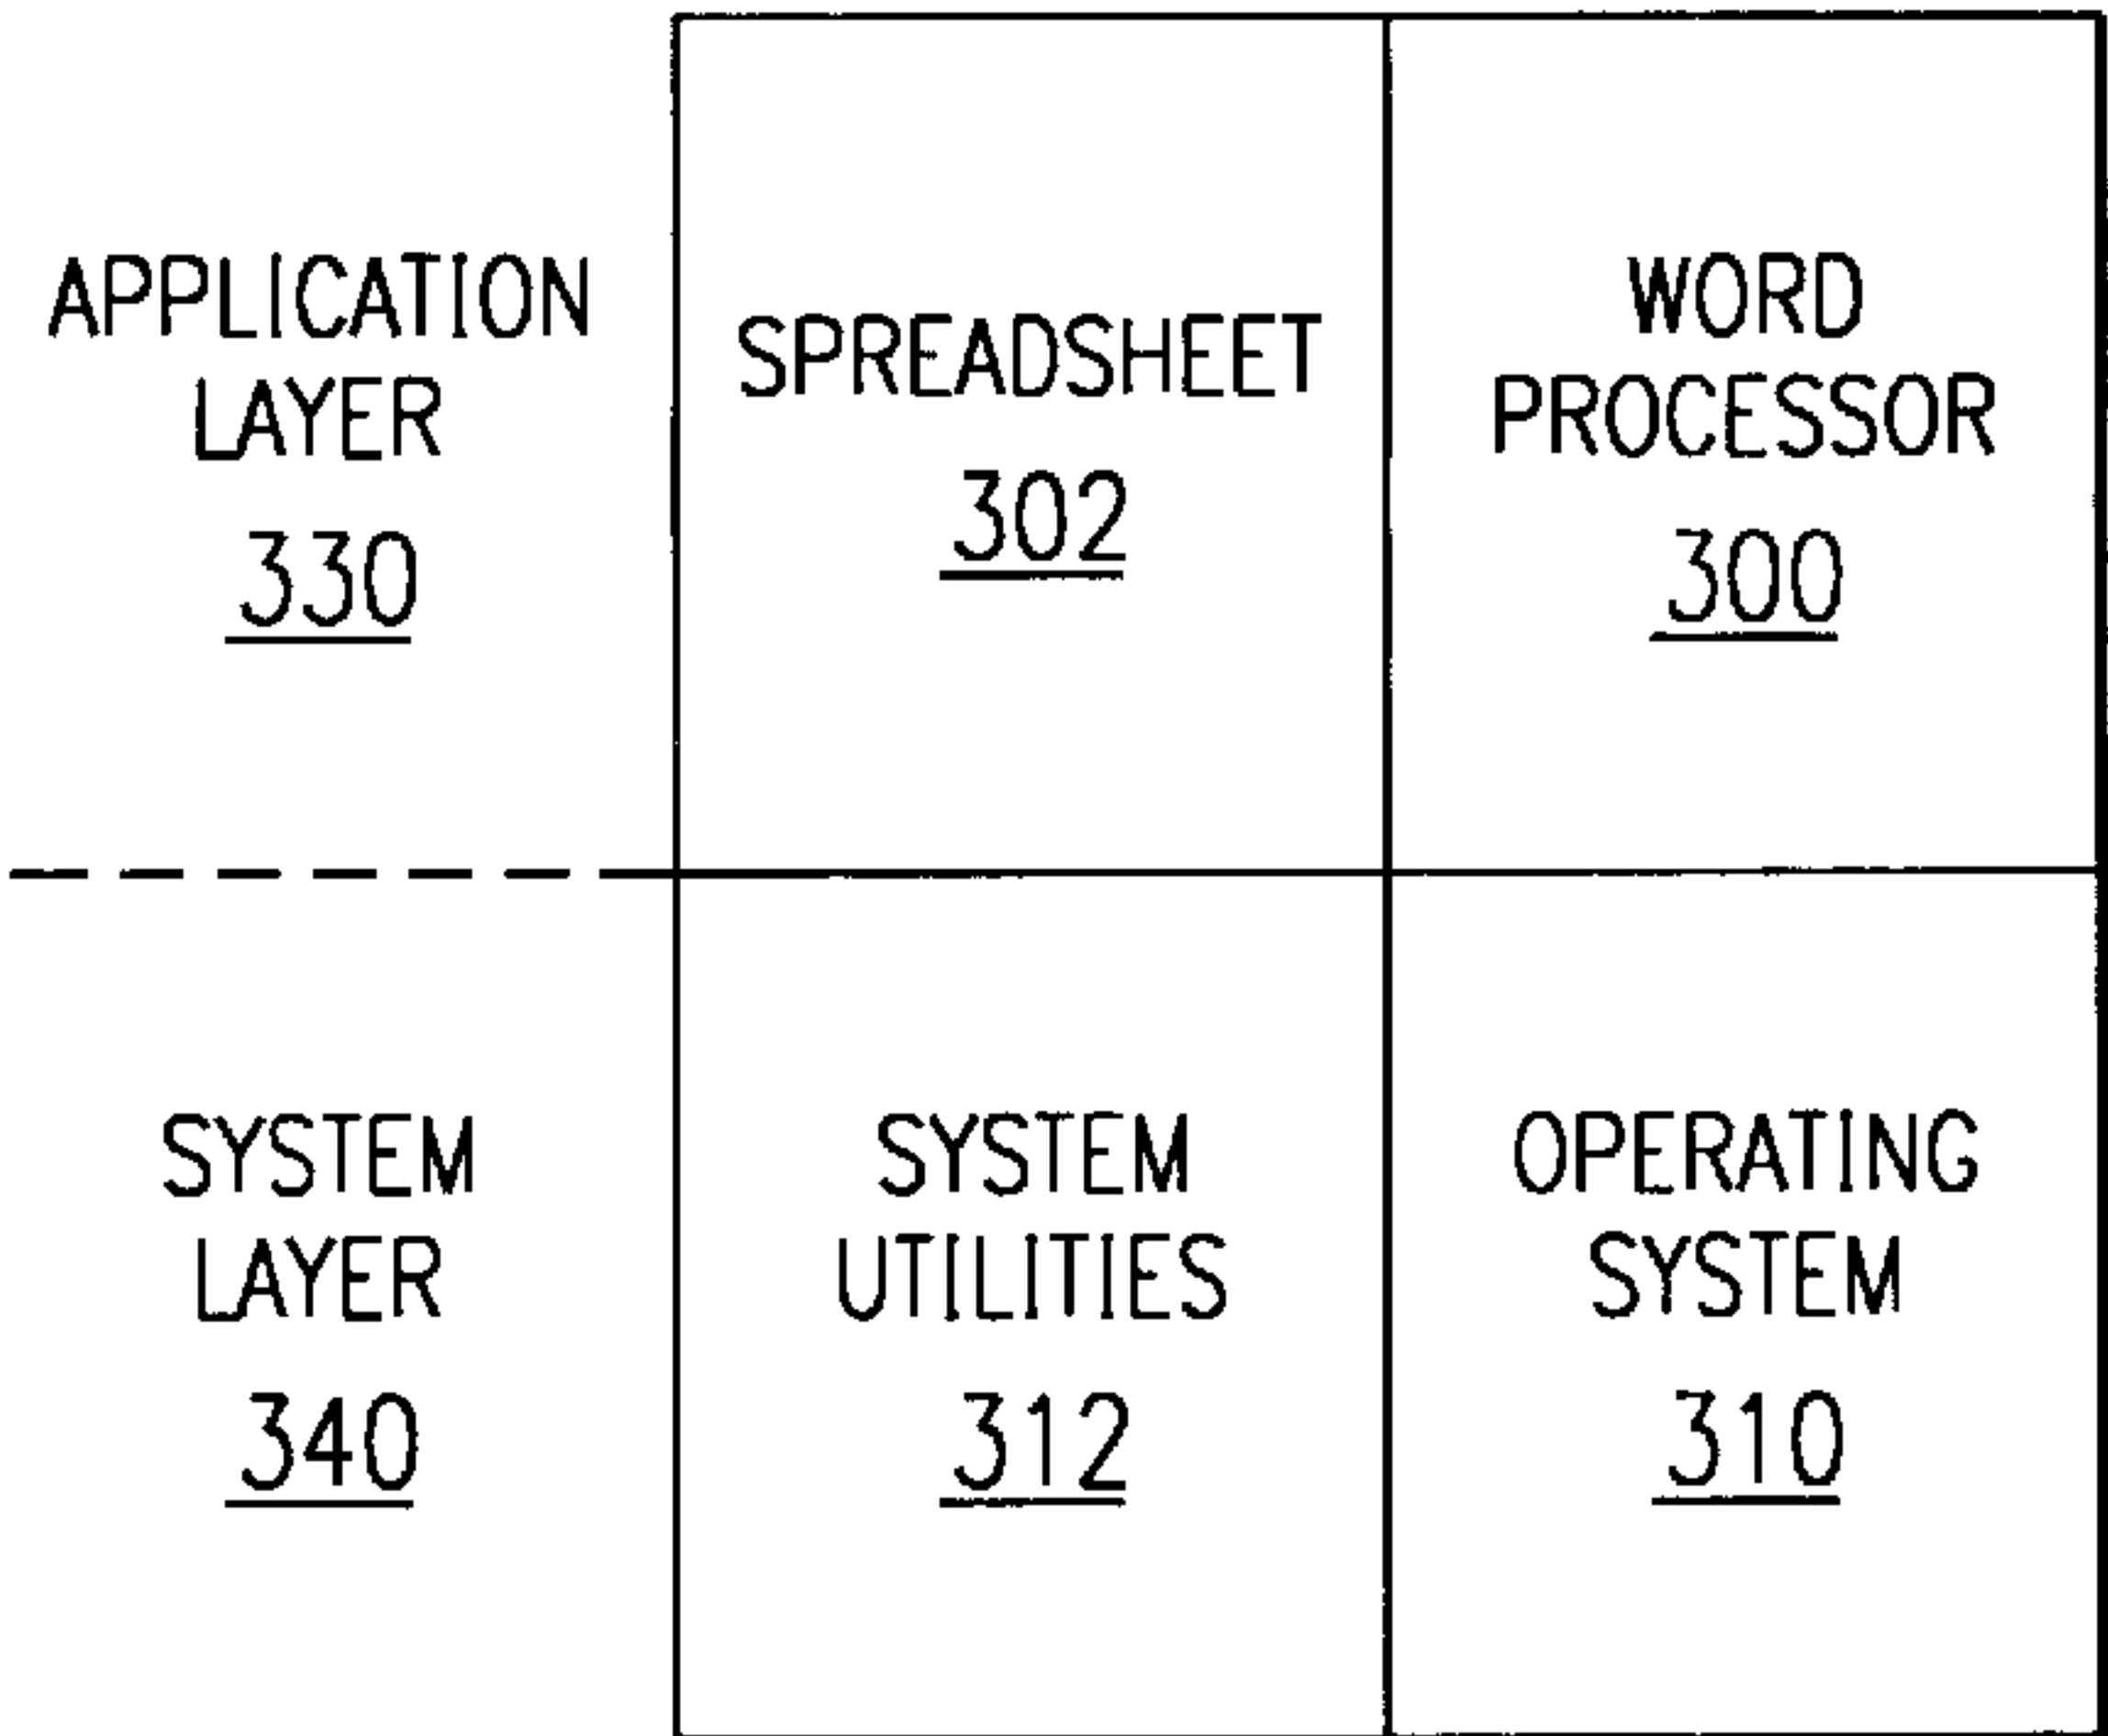 APPLICATION
LAYER
330
SPREADSHEET
302
WORD
PROCESSOR
300
SYSTEM
LAYER
340
SYSTEM
UTILITIES
312
OPERATING
SYSTEM
310